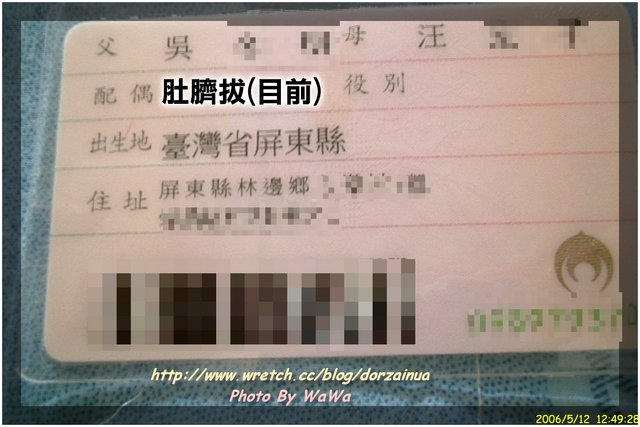 父 吳 母 汪
配偶 肚臍拔(目前) 役別
出生地 臺灣省屏東縣
住址 屏東縣林邊鄉
http://www.wretch.cc/blog/dorzainua
Photo By WaWa
2006/5/12 12:49:28